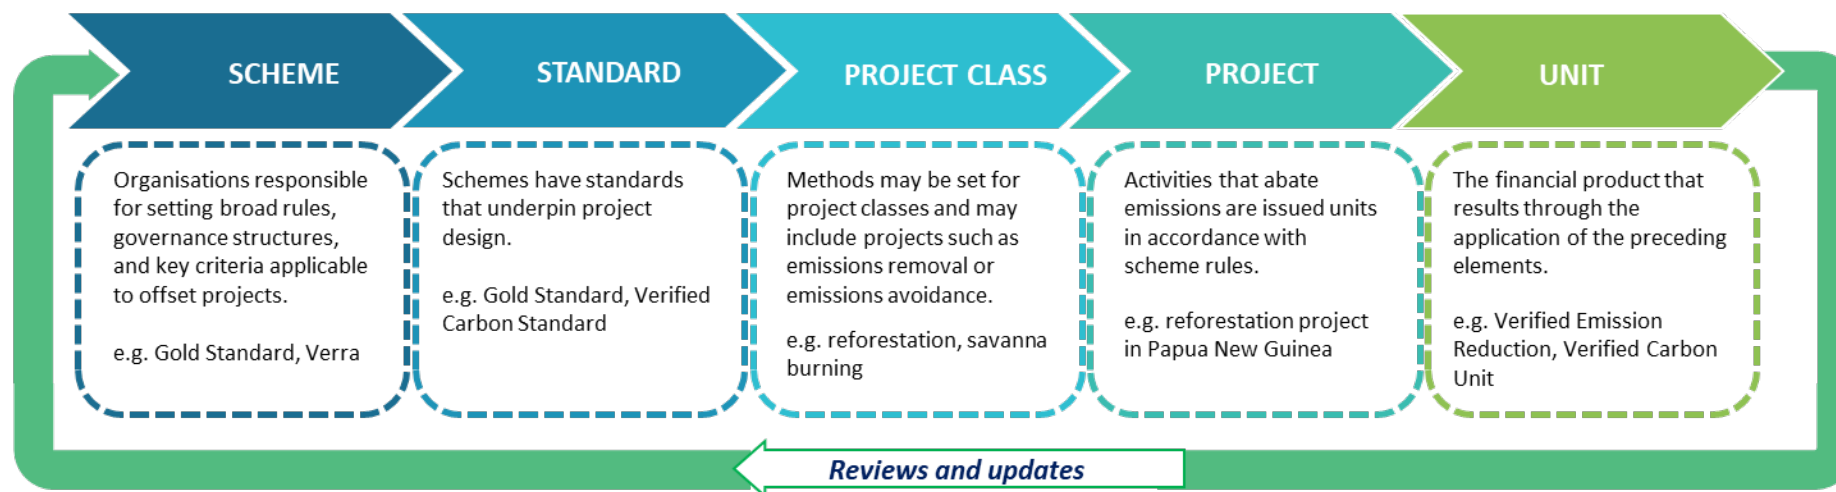 SCHEME
STANDARD
PROJECT CLASS
PROJECT
UNIT
Organisations responsible
for setting broad rules,
governance structures,
and key criteria applicable
to offset projects.
e.g. Gold Standard, Verra
Schemes have standards
that underpin project
design.
e.g. Gold Standard, Verified
Carbon Standard
Methods may be set for
project classes and may
include projects such as
emissions removal or
emissions avoidance.
e.g. reforestation, savanna
burning
Activities that abate
emissions are issued units
in accordance with
scheme rules.
e.g. reforestation project
in Papua New Guinea
The financial product that
results through the
application of the preceding
elements.
e.g. Verified Emission
Reduction, Verified Carbon
Unit
Reviews and updates